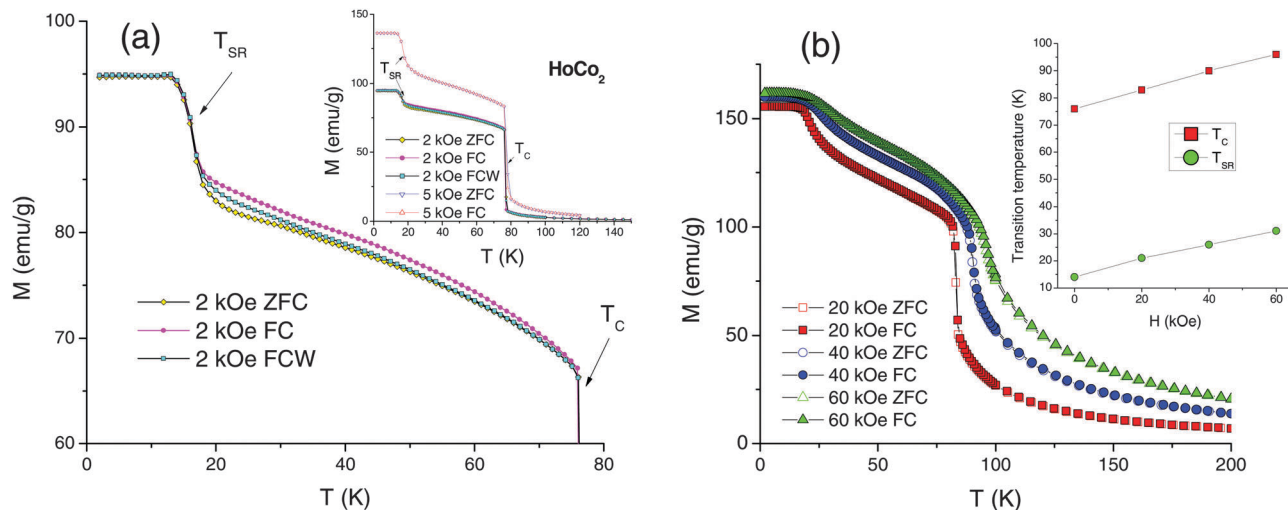 (a)
T_SR
M (emu/g)
100
90
80
70
60
0
20
40
60
80
T (K)
T_C
2 kOe ZFC
2 kOe FC
2 kOe FCW
HoCo₂
M (emu/g)
150
100
50
0
0
20
40
60
80
100
120
140
T (K)
T_SR
T_C
2 kOe ZFC
2 kOe FC
2 kOe FCW
5 kOe ZFC
5 kOe FC
(b)
M (emu/g)
150
100
50
0
0
50
100
150
200
T (K)
20 kOe ZFC
20 kOe FC
40 kOe ZFC
40 kOe FC
60 kOe ZFC
60 kOe FC
Transition temperature (K)
100
90
80
70
60
50
40
30
20
10
0
20
40
60
H (kOe)
T_C
T_SR